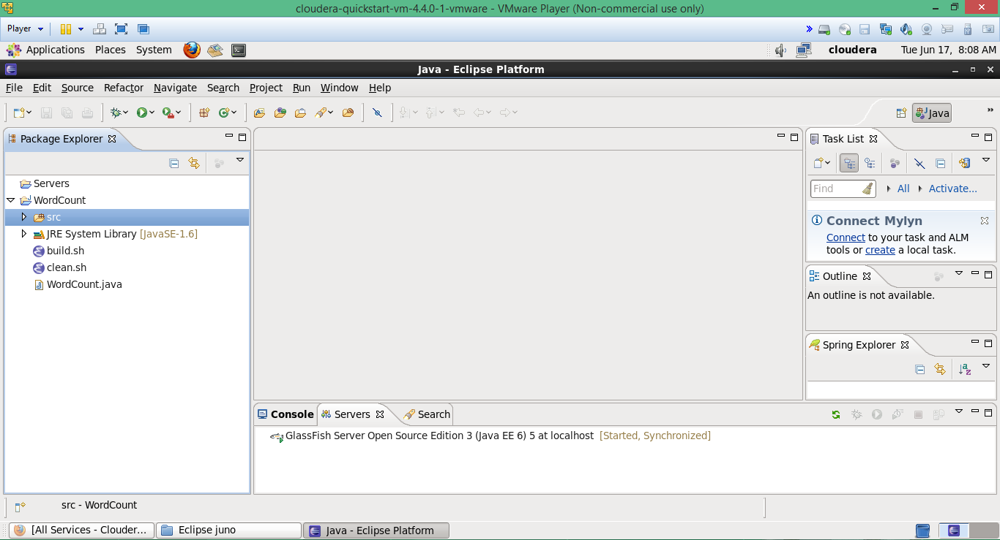 cloudera-quickstart-vm-4.4.0-1-vmware - VMware Player (Non-commercial use only)
Player
Applications Places System
cloudera Tue Jun 17, 8:08 AM
Java - Eclipse Platform
File Edit Source Refactor Navigate Search Project Run Window Help
Java
Package Explorer
Servers
WordCount
src
JRE System Library [JavaSE-1.6]
build.sh
clean.sh
WordCount.java
Task List
Find All Activate...
Connect Mylyn
Connect to your task and ALM
tools or create a local task.
Outline
An outline is not available.
Spring Explorer
Console Servers Search
GlassFish Server Open Source Edition 3 (Java EE 6) 5 at localhost [Started, Synchronized]
src - WordCount
[All Services - Clouder... Eclipse juno Java - Eclipse Platform